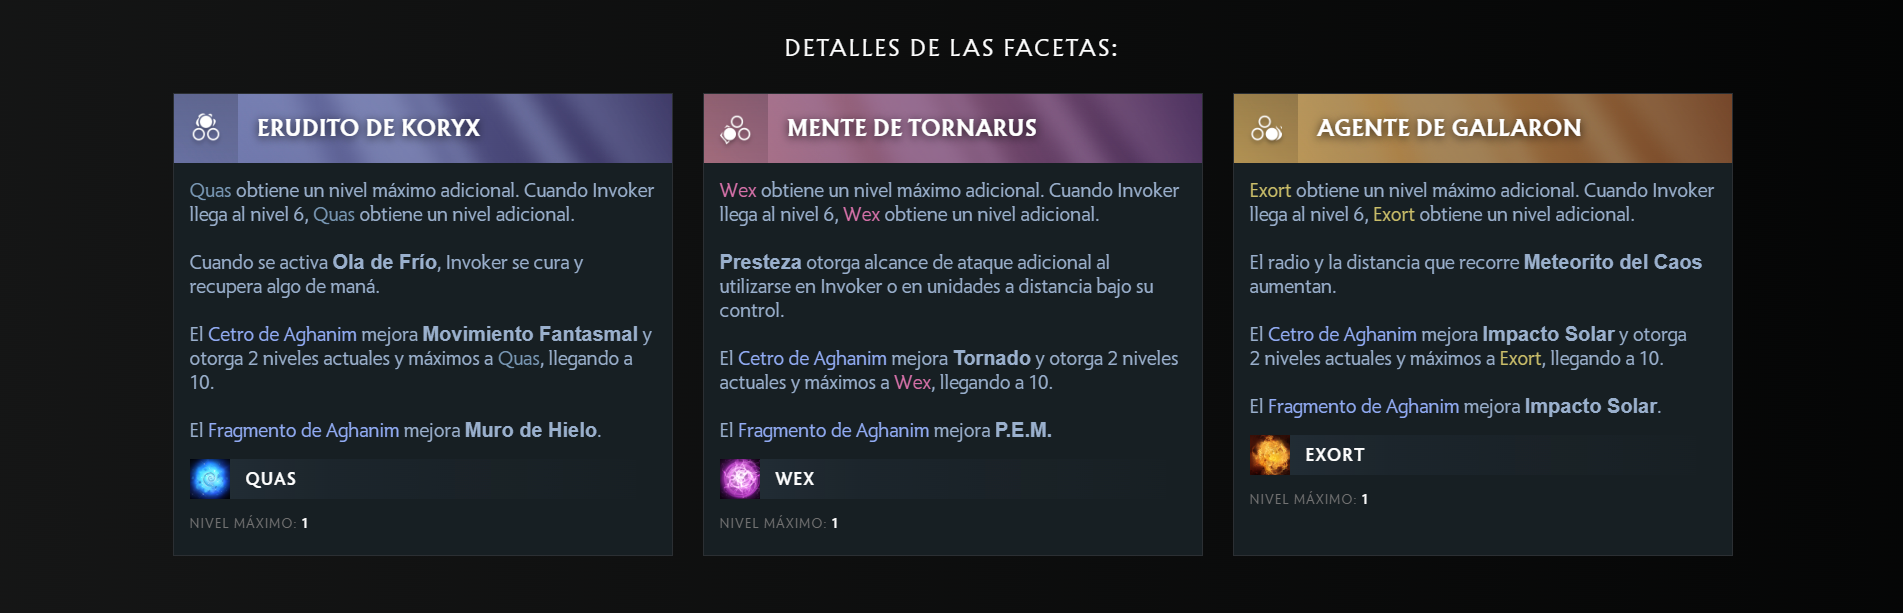 DETALLES DE LAS FACETAS:
ERUDITO DE KORYX
Quas obtiene un nivel máximo adicional. Cuando Invoker
llega al nivel 6, Quas obtiene un nivel adicional.
Cuando se activa Ola de Frío, Invoker se cura y
recupera algo de maná.
El Cetro de Aghanim mejora Movimiento Fantasmal y
otorga 2 niveles actuales y máximos a Quas, llegando a
10.
El Fragmento de Aghanim mejora Muro de Hielo.
QUAS
NIVEL MÁXIMO: 1
MENTE DE TORNARUS
Wex obtiene un nivel máximo adicional. Cuando Invoker
llega al nivel 6, Wex obtiene un nivel adicional.
Presteza otorga alcance de ataque adicional al
utilizarse en Invoker o en unidades a distancia bajo su
control.
El Cetro de Aghanim mejora Tornado y otorga 2 niveles
actuales y máximos a Wex, llegando a 10.
El Fragmento de Aghanim mejora P.E.M.
WEX
NIVEL MÁXIMO: 1
AGENTE DE GALLARON
Exort obtiene un nivel máximo adicional. Cuando Invoker
llega al nivel 6, Exort obtiene un nivel adicional.
El radio y la distancia que recorre Meteorito del Caos
aumentan.
El Cetro de Aghanim mejora Impacto Solar y otorga
2 niveles actuales y máximos a Exort, llegando a 10.
El Fragmento de Aghanim mejora Impacto Solar.
EXORT
NIVEL MÁXIMO: 1